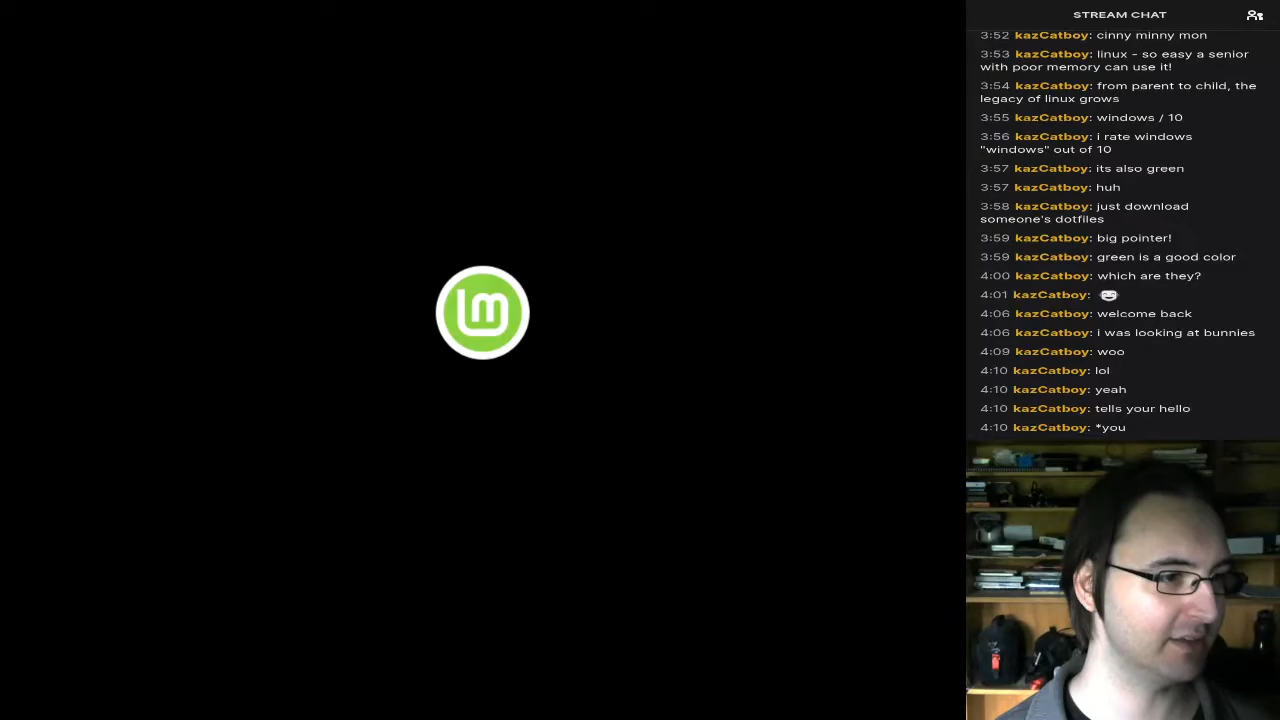 STREAM CHAT
3:52 kazCatboy: cinny minny mon
3:53 kazCatboy: linux - so easy a senior
with poor memory can use it!
3:54 kazCatboy: from parent to child, the
legacy of linux grows
3:55 kazCatboy: windows / 10
3:56 kazCatboy: i rate windows
"windows" out of 10
3:57 kazCatboy: its also green
3:57 kazCatboy: huh
3:58 kazCatboy: just download
someone's dotfiles
3:59 kazCatboy: big pointer!
3:59 kazCatboy: green is a good color
4:00 kazCatboy: which are they?
4:01 kazCatboy:
4:06 kazCatboy: welcome back
4:06 kazCatboy: i was looking at bunnies
4:09 kazCatboy: woo
4:10 kazCatboy: lol
4:10 kazCatboy: yeah
4:10 kazCatboy: tells your hello
4:10 kazCatboy: *you
lm